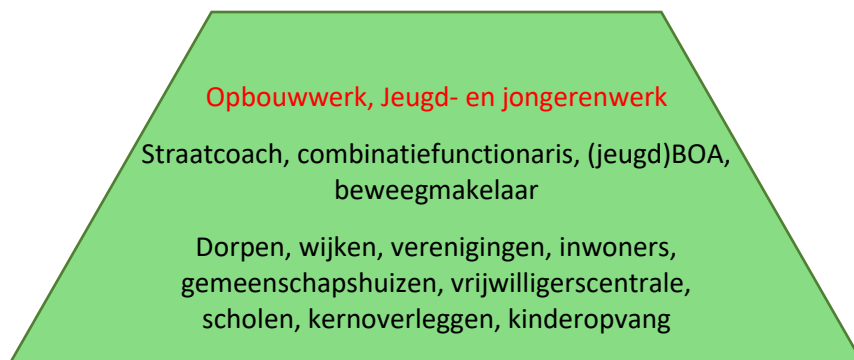 Opbouwwerk, Jeugd- en jongerenwerk
Straatcoach, combinatiefunctionaris, (jeugd)BOA,
beweegmakelaar
Dorpen, wijken, verenigingen, inwoners,
gemeenschapshuizen, vrijwilligerscentrale,
scholen, kernoverleggen, kinderopvang